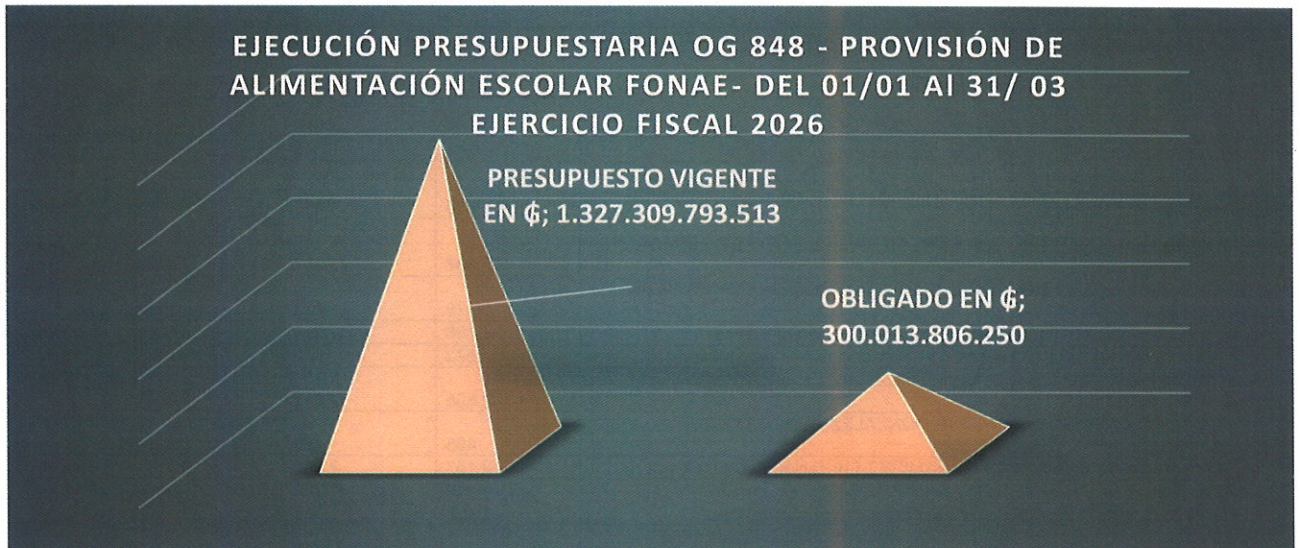 EJECUCIÓN PRESUPUESTARIA OG 848 - PROVISIÓN DE
ALIMENTACIÓN ESCOLAR FONAE- DEL 01/01 Al 31/ 03
EJERCICIO FISCAL 2026
PRESUPUESTO VIGENTE
EN ₲; 1.327.309.793.513
OBLIGADO EN ₲;
300.013.806.250